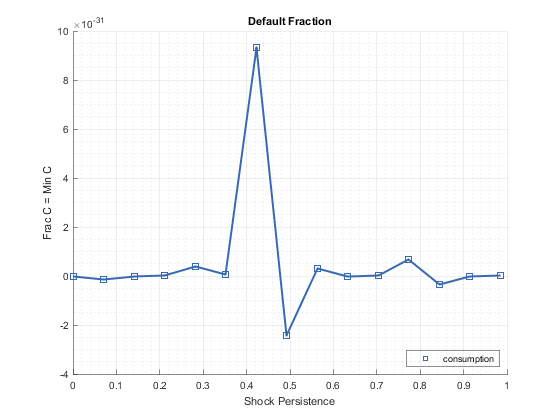 Default Fraction
×10-31
10
8
6
4
2
0
-2
-4
Frac C = Min C
0 0.1 0.2 0.3 0.4 0.5 0.6 0.7 0.8 0.9 1
Shock Persistence
consumption